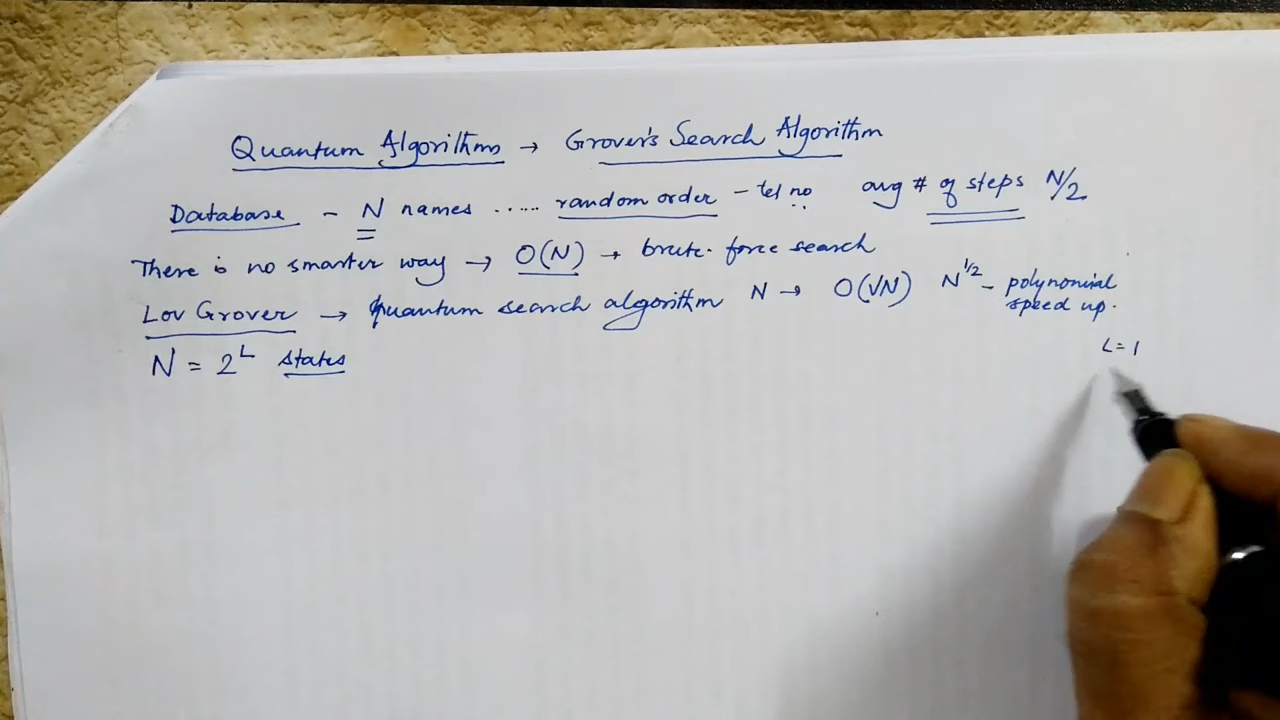 Quantum Algorithms → Grover's Search Algorithm
Database - N names ..... random order - tel no avg # of steps N/2
There is no smarter way → O(N) → brute-force search
Lov Grover → quantum search algorithm N → O(√N) N^1/2 - polynomial speed up.
N = 2^L states
L = 1